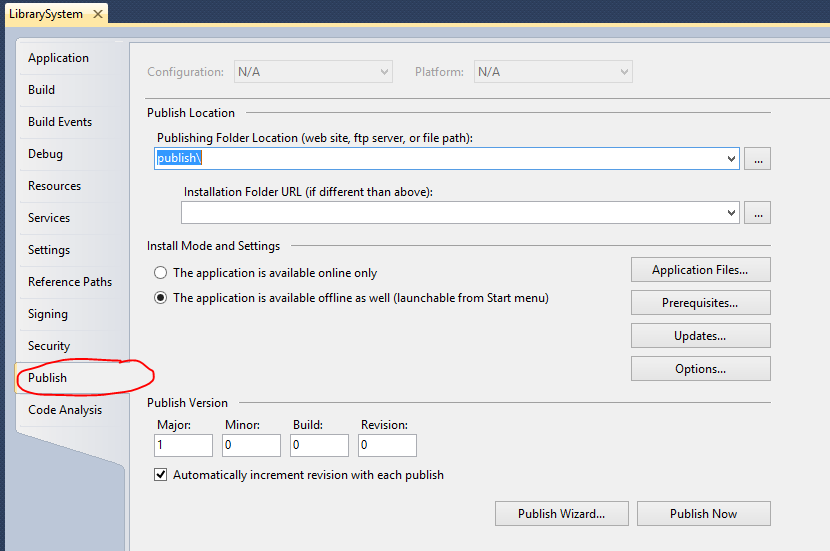 LibrarySystem
Application
Build
Build Events
Debug
Resources
Services
Settings
Reference Paths
Signing
Security
Publish
Code Analysis
Configuration: N/A Platform: N/A
Publish Location
Publishing Folder Location (web site, ftp server, or file path):
publish\ ...
Installation Folder URL (if different than above):
...
Install Mode and Settings
The application is available online only
The application is available offline as well (launchable from Start menu)
Application Files...
Prerequisites...
Updates...
Options...
Publish Version
Major: Minor: Build: Revision:
1 0 0 0
Automatically increment revision with each publish
Publish Wizard... Publish Now